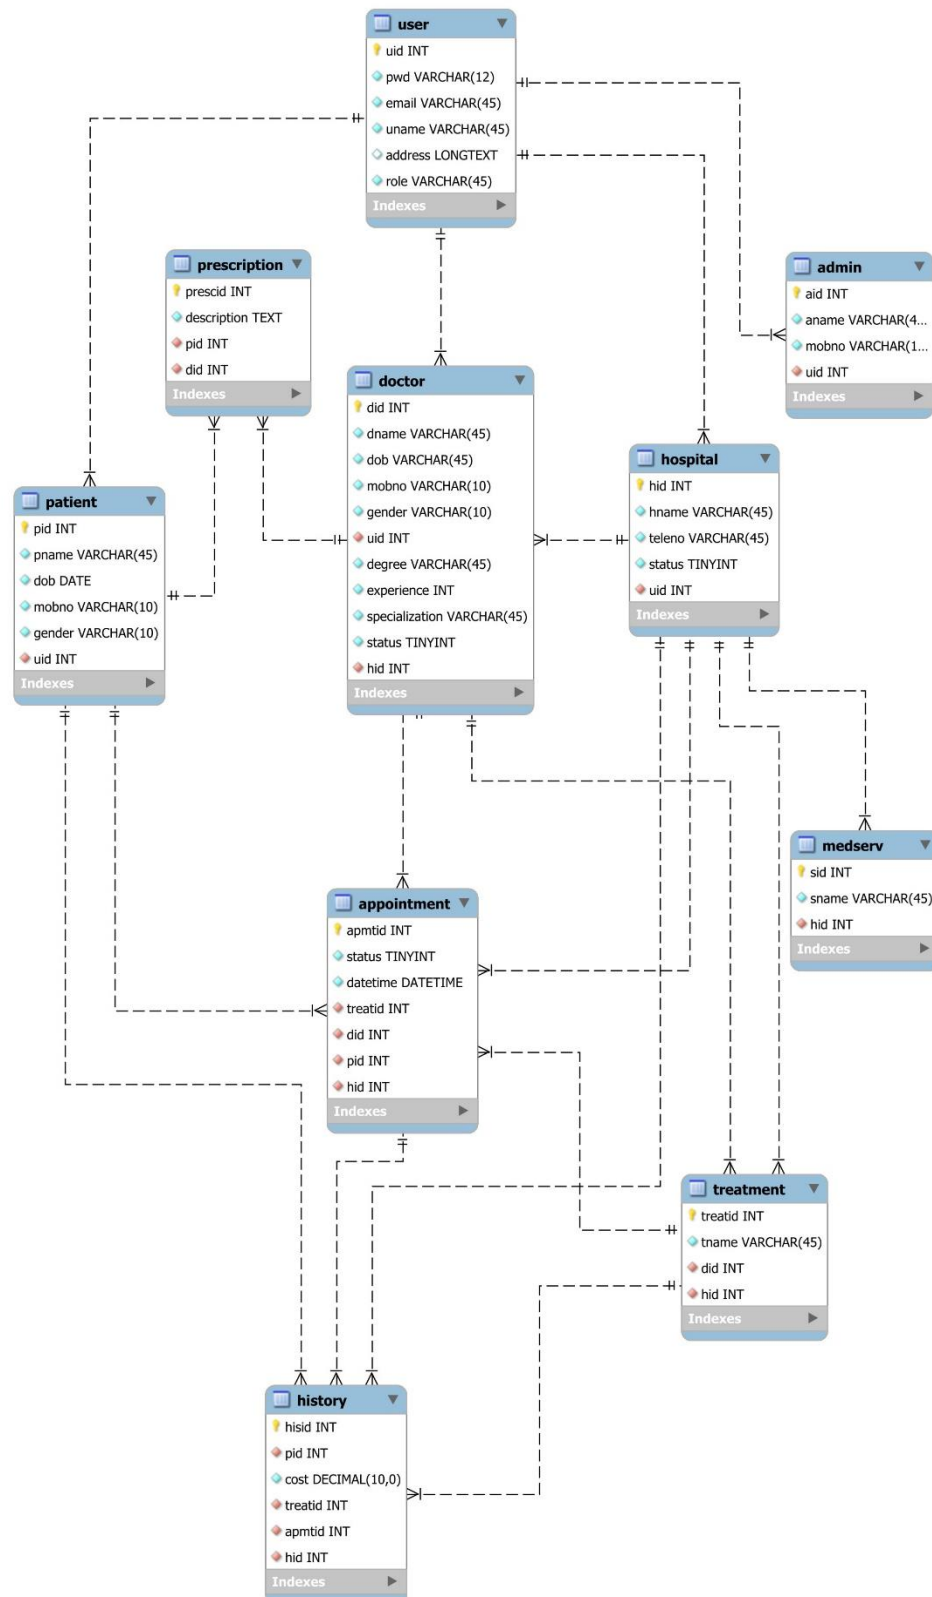 user
uid INT
pwd VARCHAR(12)
email VARCHAR(45)
uname VARCHAR(45)
address LONGTEXT
role VARCHAR(45)
Indexes
prescription
prescid INT
description TEXT
pid INT
did INT
Indexes
admin
aid INT
aname VARCHAR(4...
mobno VARCHAR(1...
uid INT
Indexes
doctor
did INT
dname VARCHAR(45)
dob VARCHAR(45)
mobno VARCHAR(10)
gender VARCHAR(10)
uid INT
degree VARCHAR(45)
experience INT
specialization VARCHAR(45)
status TINYINT
hid INT
Indexes
hospital
hid INT
hname VARCHAR(45)
teleno VARCHAR(45)
status TINYINT
uid INT
Indexes
patient
pid INT
pname VARCHAR(45)
dob DATE
mobno VARCHAR(10)
gender VARCHAR(10)
uid INT
Indexes
medserv
sid INT
sname VARCHAR(45)
hid INT
Indexes
appointment
apmtid INT
status TINYINT
datetime DATETIME
treatid INT
did INT
pid INT
hid INT
Indexes
treatment
treatid INT
tname VARCHAR(45)
did INT
hid INT
Indexes
history
hisid INT
pid INT
cost DECIMAL(10,0)
treatid INT
apmtid INT
hid INT
Indexes